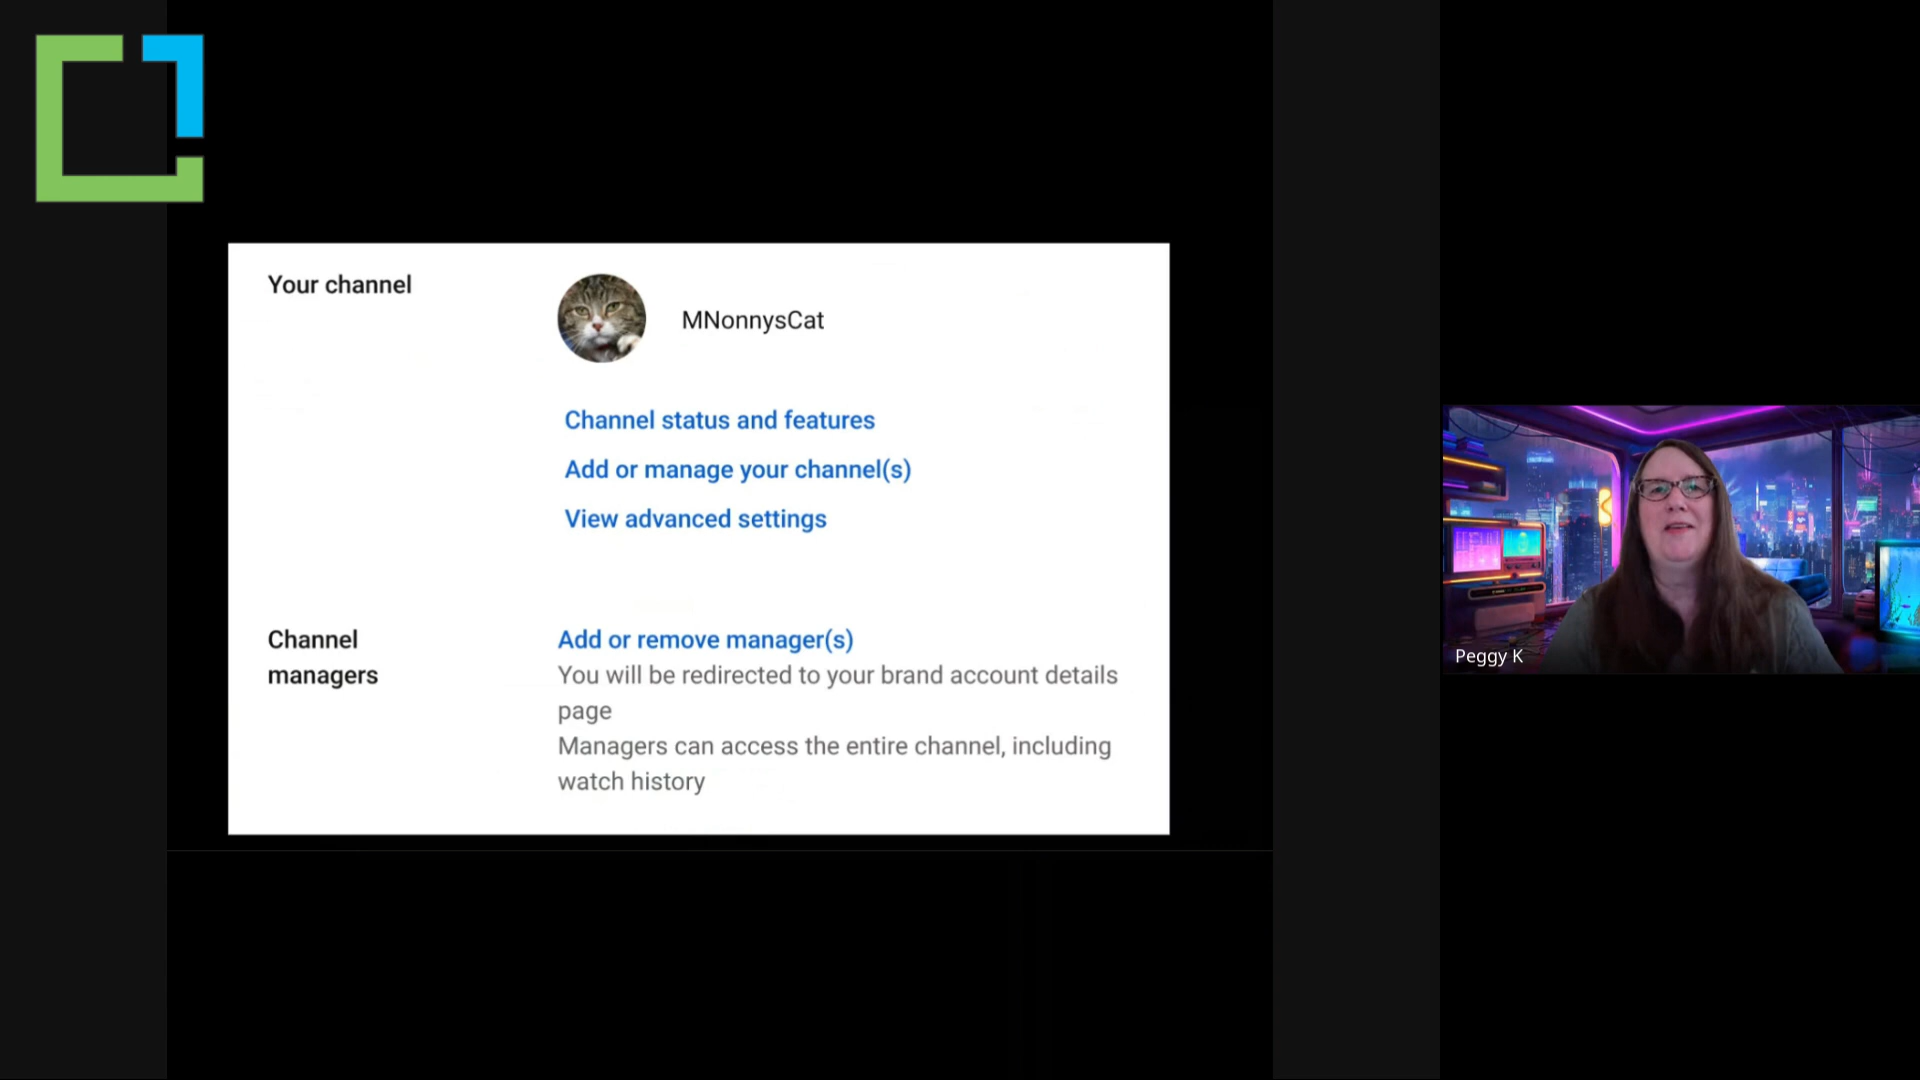 Your channel
MNonnysCat
Channel status and features
Add or manage your channel(s)
View advanced settings
Channel
managers
Add or remove manager(s)
You will be redirected to your brand account details
page
Managers can access the entire channel, including
watch history
Peggy K